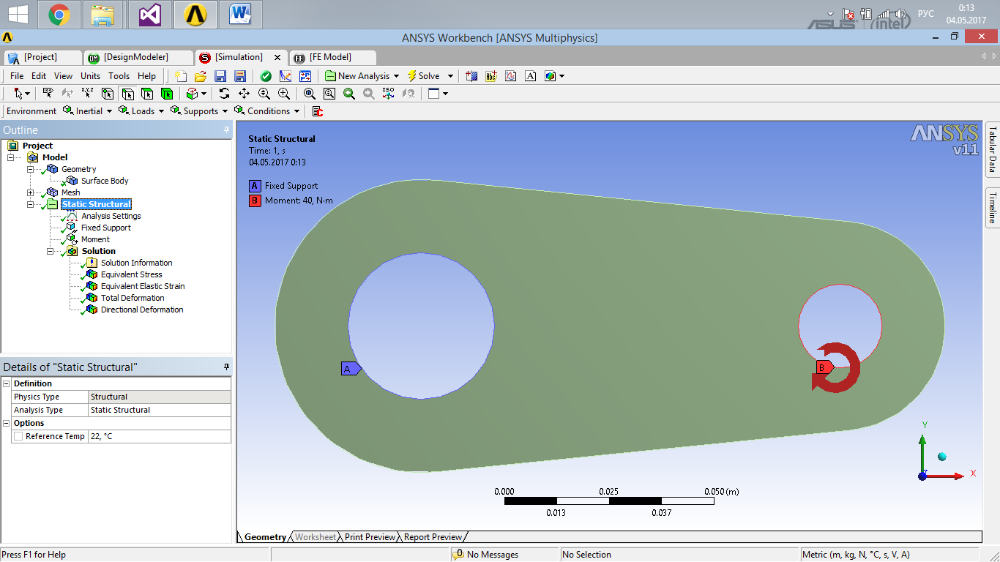 0:13
РУС
04.05.2017
ASUS
intel
ANSYS Workbench [ANSYS Multiphysics]
[Project]
[DesignModeler]
[Simulation]
[FE Model]
File Edit View Units Tools Help
New Analysis
Solve
ISO
Environment Inertial Loads Supports Conditions
Outline
Project
Model
Geometry
Surface Body
Mesh
Static Structural
Analysis Settings
Fixed Support
Moment
Solution
Solution Information
Equivalent Stress
Equivalent Elastic Strain
Total Deformation
Directional Deformation
Details of "Static Structural"
Definition
Physics Type Structural
Analysis Type Static Structural
Options
Reference Temp 22, °C
Static Structural
Time: 1, s
04.05.2017 0:13
A Fixed Support
B Moment: 40, N·m
ANSYS
v11
A
B
Y
X
Z
0.000 0.025 0.050 (m)
0.013 0.037
Geometry Worksheet Print Preview Report Preview
Tabular Data
Timeline
Press F1 for Help
No Messages
No Selection
Metric (m, kg, N, °C, s, V, A)